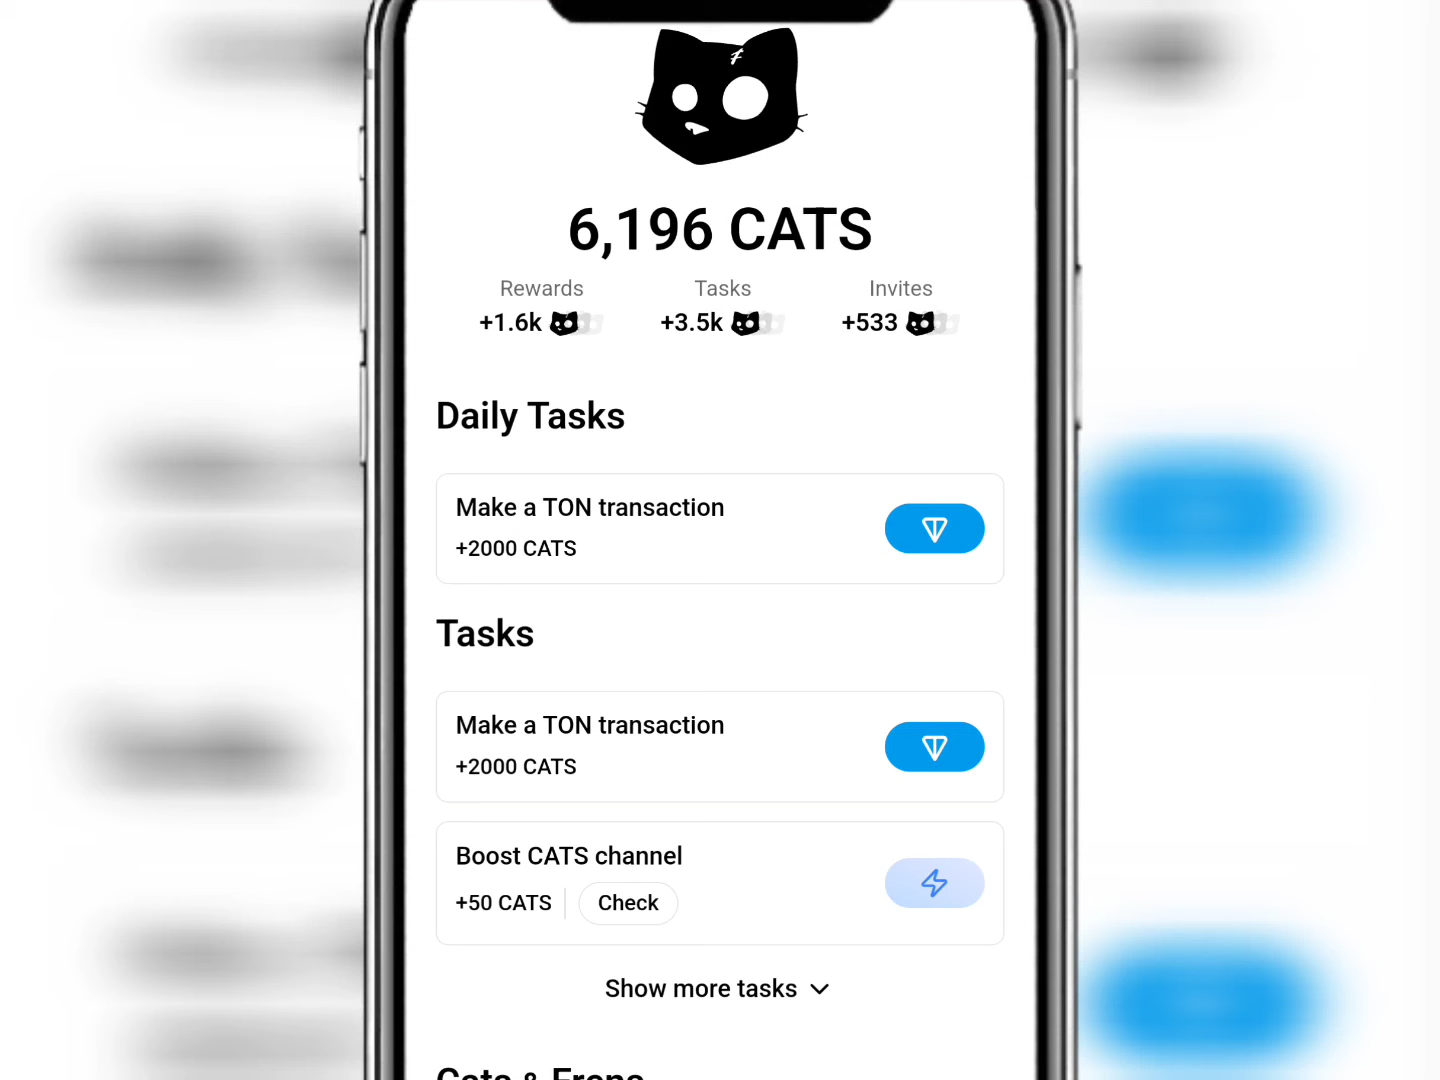 6,196 CATS
Rewards Tasks Invites
+1.6k +3.5k +533
Daily Tasks
Make a TON transaction
+2000 CATS
Tasks
Make a TON transaction
+2000 CATS
Boost CATS channel
+50 CATS Check
Show more tasks